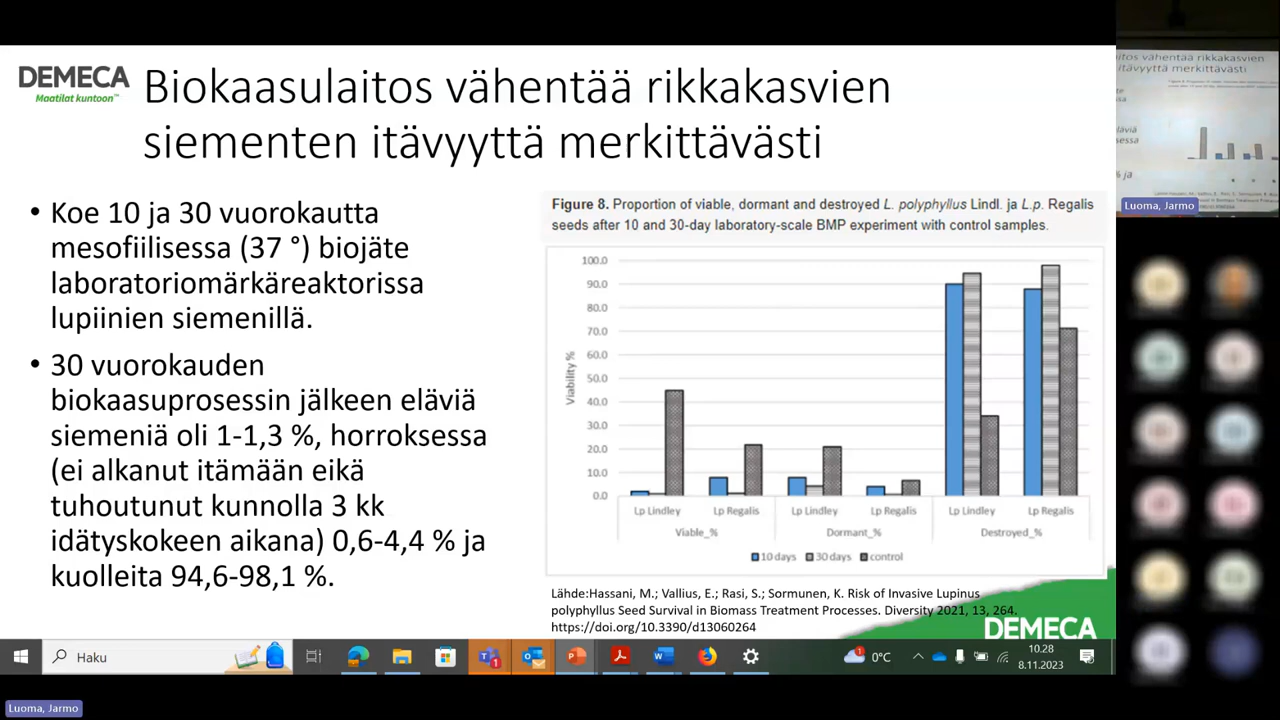 DEMECA
Maatilat kuntoon™
Biokaasulaitos vähentää rikkakasvien
siementen itävyyttä merkittävästi
• Koe 10 ja 30 vuorokautta
mesofiilisessa (37 °) biojäte
laboratoriomärkäreaktorissa
lupiinien siemenillä.
• 30 vuorokauden
biokaasuprosessin jälkeen eläviä
siemeniä oli 1-1,3 %, horroksessa
(ei alkanut itämään eikä
tuhoutunut kunnolla 3 kk
idätyskokeen aikana) 0,6-4,4 % ja
kuolleita 94,6-98,1 %.
Figure 8. Proportion of viable, dormant and destroyed L. polyphyllus Lindl. ja L.p. Regalis
seeds after 10 and 30-day laboratory-scale BMP experiment with control samples.
100.0
90.0
80.0
70.0
60.0
50.0
40.0
30.0
20.0
10.0
0.0
Viability %
Lp Lindley Lp Regalis Lp Lindley Lp Regalis Lp Lindley Lp Regalis
Viable_% Dormant_% Destroyed_%
10 days 30 days control
Lähde:Hassani, M.; Vallius, E.; Rasi, S.; Sormunen, K. Risk of Invasive Lupinus
polyphyllus Seed Survival in Biomass Treatment Processes. Diversity 2021, 13, 264.
https://doi.org/10.3390/d13060264
DEMECA
Haku
0°C
10.28
8.11.2023
Luoma, Jarmo
itos vähentää rikkakasvien
itävyyttä merkittävästi
Luoma, Jarmo